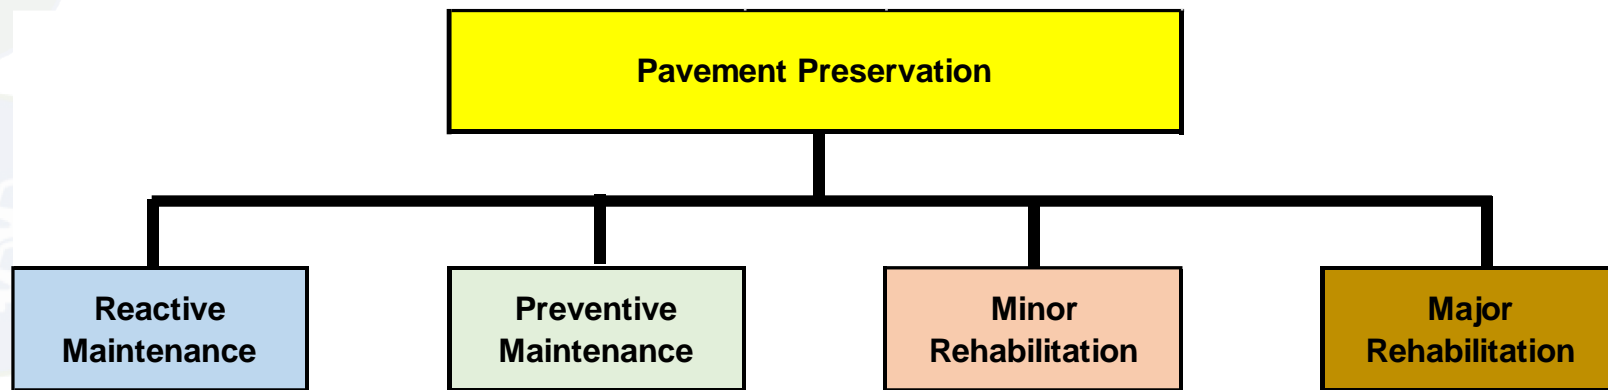 Pavement Preservation
Reactive
Maintenance
Preventive
Maintenance
Minor
Rehabilitation
Major
Rehabilitation